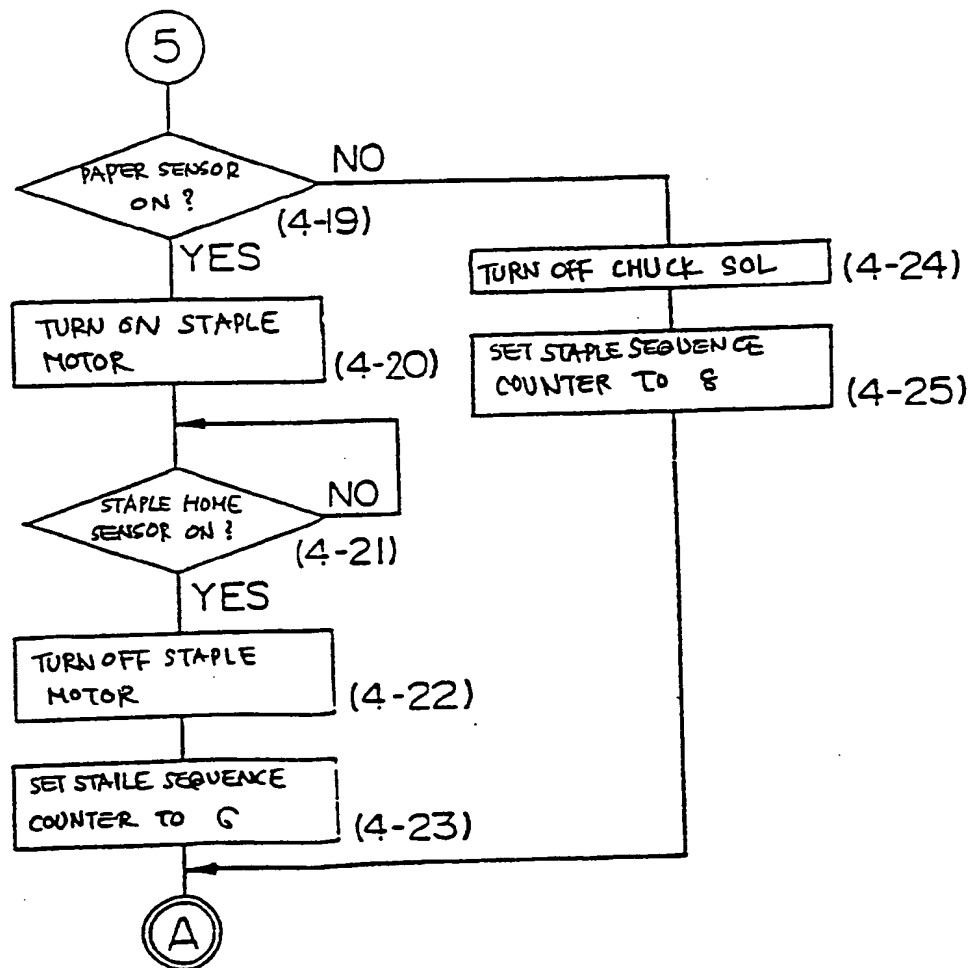 5
PAPER SENSOR
ON ?
(4-19)
NO
YES
TURN ON STAPLE
MOTOR
(4-20)
STAPLE HOME
SENSOR ON ?
(4-21)
NO
YES
TURN OFF STAPLE
MOTOR
(4-22)
SET STAILE SEQUENCE
COUNTER TO 6
(4-23)
TURN OFF CHUCK SOL
(4-24)
SET STAPLE SEQUENCE
COUNTER TO 8
(4-25)
A